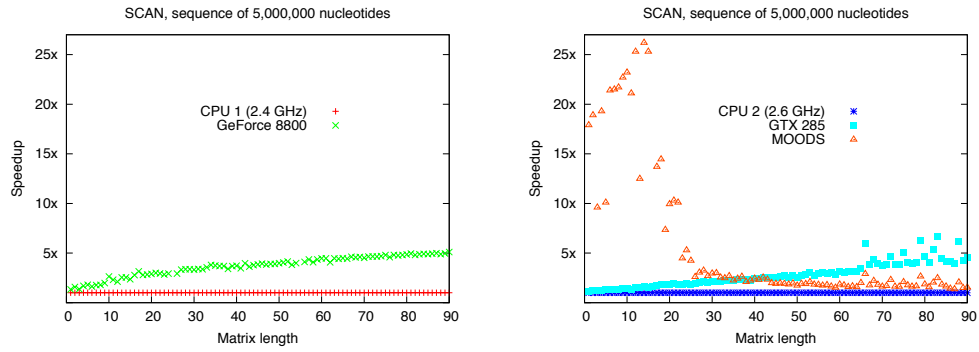 SCAN, sequence of 5,000,000 nucleotides
25x
20x
15x
10x
5x
Speedup
CPU 1 (2.4 GHz)
GeForce 8800
0 10 20 30 40 50 60 70 80 90
Matrix length
SCAN, sequence of 5,000,000 nucleotides
25x
20x
15x
10x
5x
Speedup
CPU 2 (2.6 GHz)
GTX 285
MOODS
0 10 20 30 40 50 60 70 80 90
Matrix length